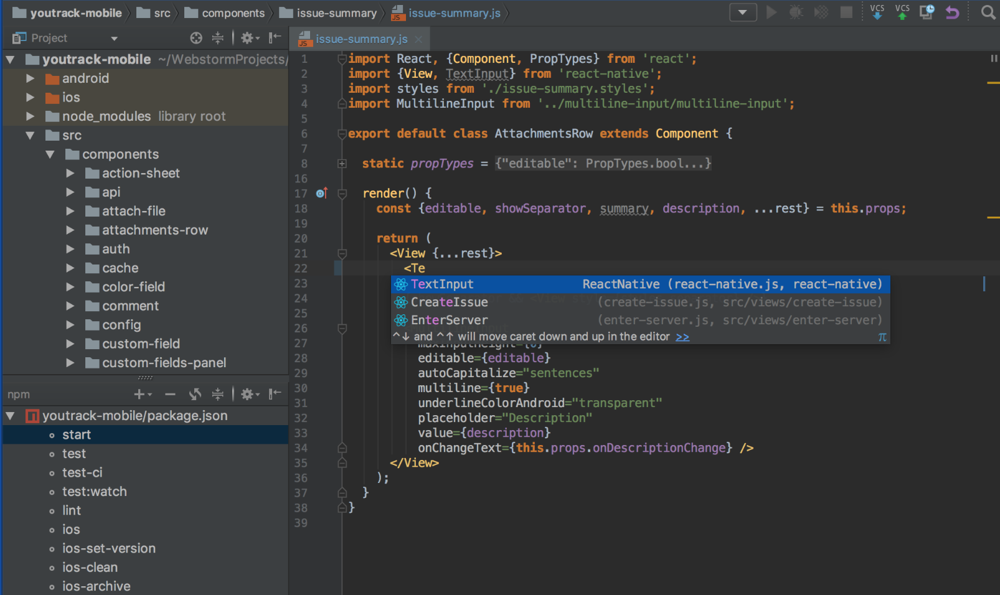 youtrack-mobile src components issue-summary issue-summary.js
VCS VCS
Project
issue-summary.js
youtrack-mobile ~/WebstormProjects/
android
ios
node_modules library root
src
components
action-sheet
api
attach-file
attachments-row
auth
cache
color-field
comment
config
custom-field
custom-fields-panel
npm
youtrack-mobile/package.json
start
test
test-ci
test:watch
lint
ios
ios-set-version
ios-clean
ios-archive
1 import React, {Component, PropTypes} from 'react';
2 import {View, TextInput} from 'react-native';
3 import styles from './issue-summary.styles';
4 import MultilineInput from '../multiline-input/multiline-input';
5
6 export default class AttachmentsRow extends Component {
7
8 static propTypes = {"editable": PropTypes.bool...}
16
17 render() {
18 const {editable, showSeparator, summary, description, ...rest} = this.props;
19
20 return (
21 <View {...rest}>
22 <Te
23 TextInput ReactNative (react-native.js, react-native)
24 CreateIssue (create-issue.js, src/views/create-issue)
25 EnterServer (enter-server.js, src/views/enter-server)
26 ^↓ and ^↑ will move caret down and up in the editor >> π
27 maxInputHeight={0}
28 editable={editable}
29 autoCapitalize="sentences"
30 multiline={true}
31 underlineColorAndroid="transparent"
32 placeholder="Description"
33 value={description}
34 onChangeText={this.props.onDescriptionChange} />
35 </View>
36 );
37 }
38 }
39